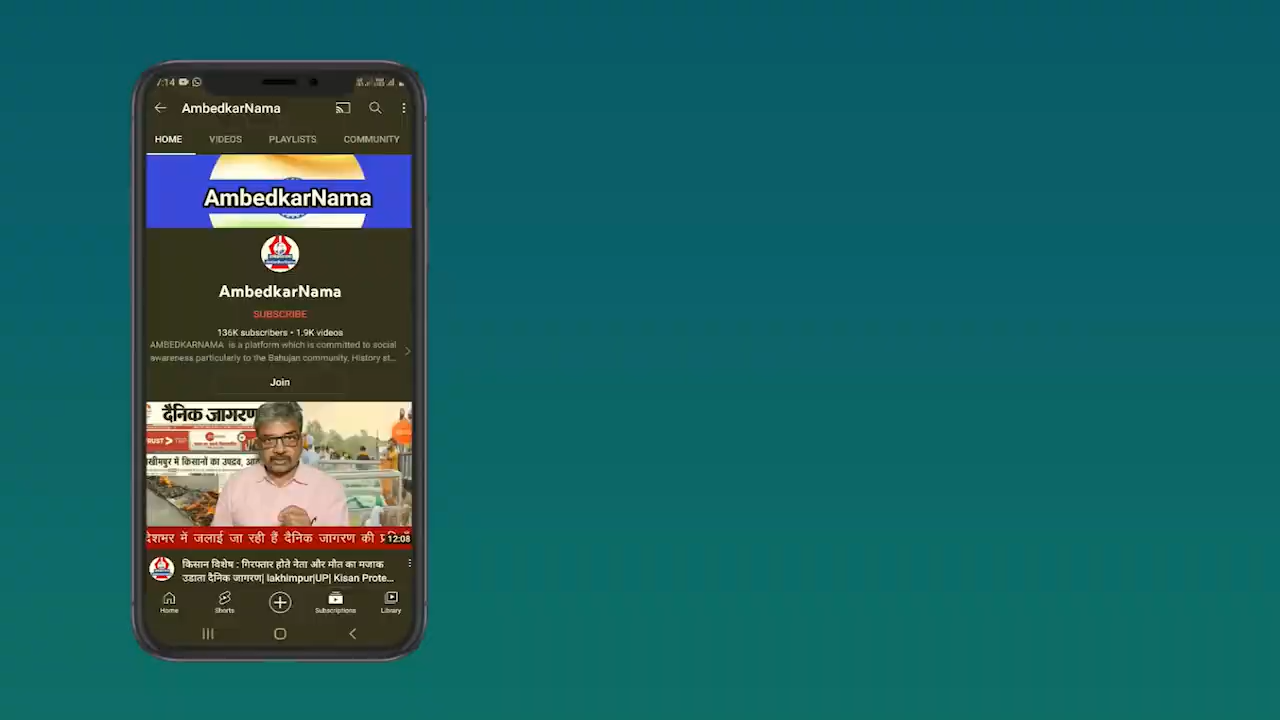 7:14
AmbedkarNama
HOME VIDEOS PLAYLISTS COMMUNITY
AmbedkarNama
AmbedkarNama
SUBSCRIBE
136K subscribers • 1.9K videos
AMBEDKARNAMA is a platform which is committed to social
awareness particularly to the Bahujan community. History st...
Join
दैनिक जागरण
TRUST
खीमपुर में किसानों का उपद्रव,
देशभर में जलाई जा रही हैं दैनिक जागरण की
12:08
किसान विशेष : गिरफ्तार होते नेता और मौत का मजाक
उडाता दैनिक जागरण| lakhimpur|UP| Kisan Prote...
Home Shorts Subscriptions Library